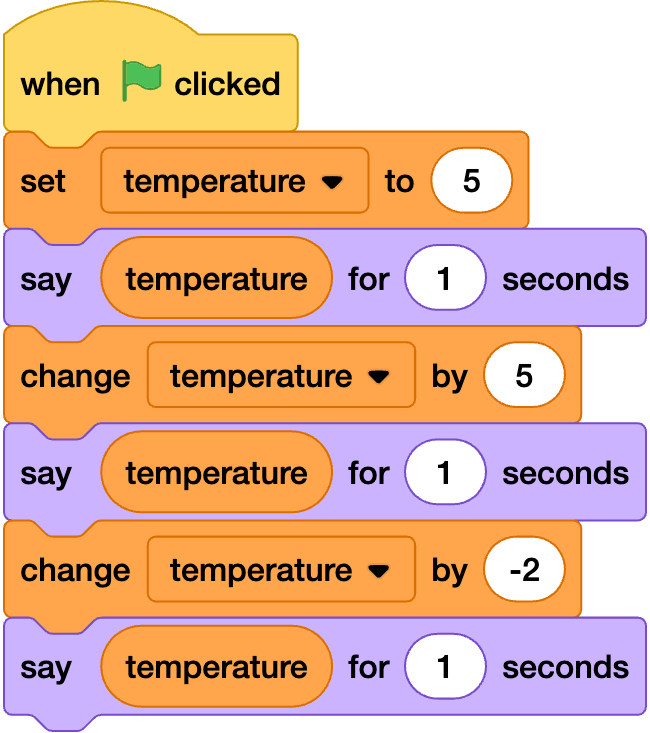 when clicked
set temperature to 5
say temperature for 1 seconds
change temperature by 5
say temperature for 1 seconds
change temperature by -2
say temperature for 1 seconds